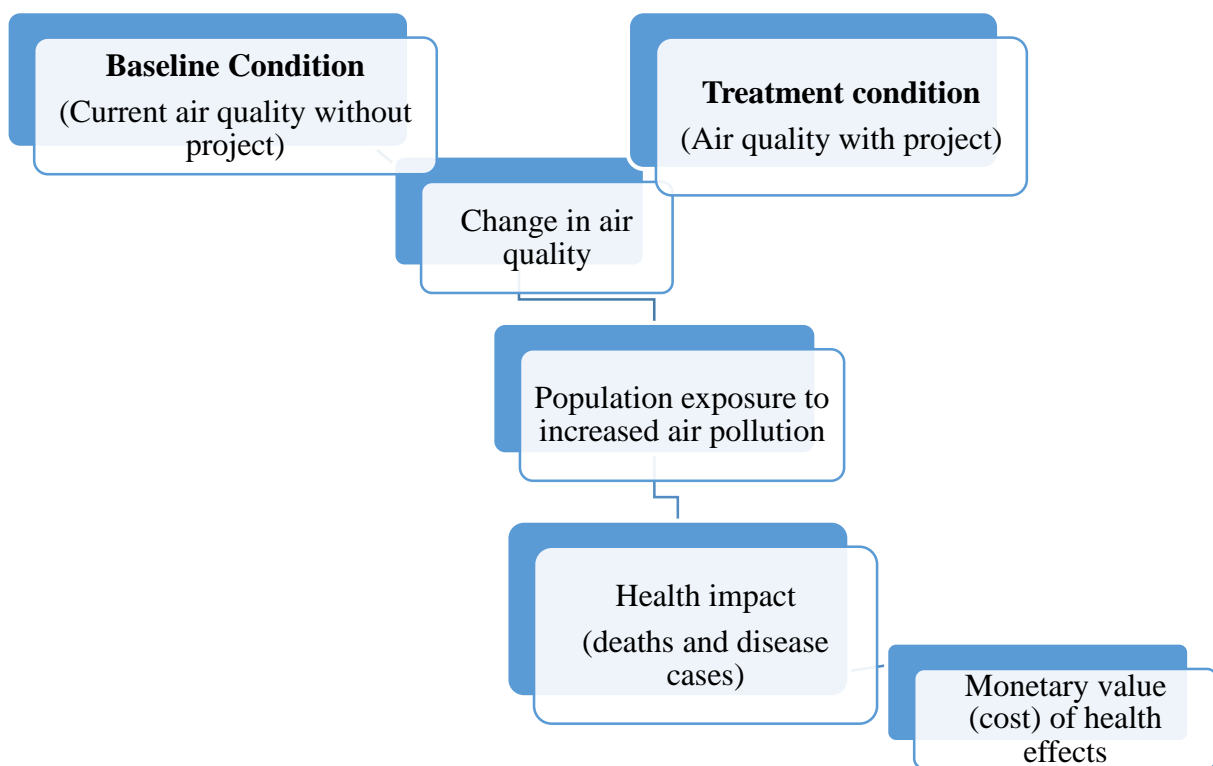 Baseline Condition
(Current air quality without
project)
Treatment condition
(Air quality with project)
Change in air
quality
Population exposure to
increased air pollution
Health impact
(deaths and disease
cases)
Monetary value
(cost) of health
effects